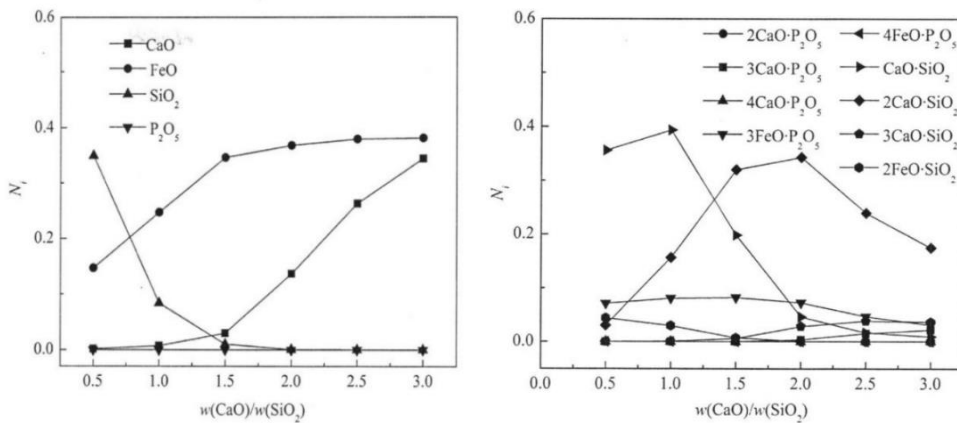 0.6
0.4
0.2
0.0
N_i
CaO
FeO
SiO₂
P₂O₅
0.5 1.0 1.5 2.0 2.5 3.0
w(CaO)/w(SiO₂)
0.6
0.4
0.2
0.0
N_i
2CaO·P₂O₅
3CaO·P₂O₅
4CaO·P₂O₅
3FeO·P₂O₅
4FeO·P₂O₅
CaO·SiO₂
2CaO·SiO₂
3CaO·SiO₂
2FeO·SiO₂
0.0 0.5 1.0 1.5 2.0 2.5 3.0
w(CaO)/w(SiO₂)